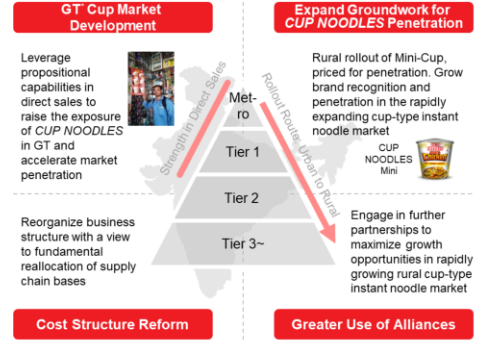 GT* Cup Market
Development
Expand Groundwork for
CUP NOODLES Penetration
Leverage
propositional
capabilities in
direct sales to
raise the exposure
of CUP NOODLES
in GT and
accelerate market
penetration
Strength in Direct Sales
Rollout Route: Urban to Rural
Rural rollout of Mini-Cup,
priced for penetration. Grow
brand recognition and
penetration in the rapidly
expanding cup-type instant
noodle market
CUP
NOODLES
Mini
Met-
ro
Tier 1
Tier 2
Tier 3~
Reorganize business
structure with a view
to fundamental
reallocation of supply
chain bases
Engage in further
partnerships to
maximize growth
opportunities in rapidly
growing rural cup-type
instant noodle market
Cost Structure Reform
Greater Use of Alliances